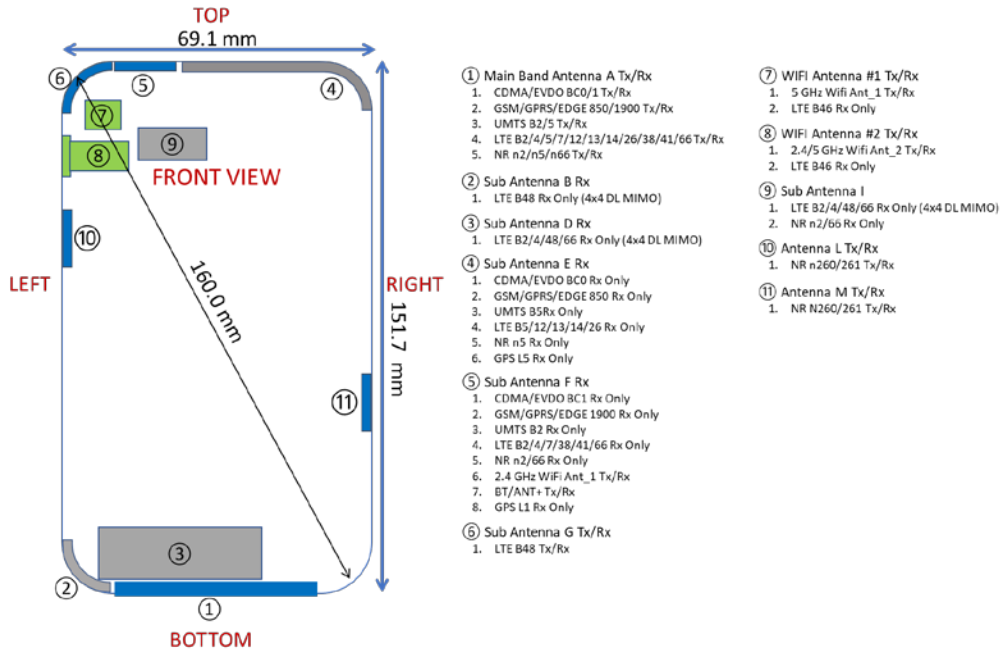 TOP
69.1 mm
⑥
⑤
④
⑦
⑧
⑨
FRONT VIEW
⑩
LEFT
RIGHT
160.0 mm
151.7 mm
⑪
③
②
①
BOTTOM
① Main Band Antenna A Tx/Rx
1. CDMA/EVDO BC0/1 Tx/Rx
2. GSM/GPRS/EDGE 850/1900 Tx/Rx
3. UMTS B2/5 Tx/Rx
4. LTE B2/4/5/7/12/13/14/26/38/41/66 Tx/Rx
5. NR n2/n5/n66 Tx/Rx
② Sub Antenna B Rx
1. LTE B48 Rx Only (4x4 DL MIMO)
③ Sub Antenna D Rx
1. LTE B2/4/48/66 Rx Only (4x4 DL MIMO)
④ Sub Antenna E Rx
1. CDMA/EVDO BC0 Rx Only
2. GSM/GPRS/EDGE 850 Rx Only
3. UMTS B5Rx Only
4. LTE B5/12/13/14/26 Rx Only
5. NR n5 Rx Only
6. GPS L5 Rx Only
⑤ Sub Antenna F Rx
1. CDMA/EVDO BC1 Rx Only
2. GSM/GPRS/EDGE 1900 Rx Only
3. UMTS B2 Rx Only
4. LTE B2/4/7/38/41/66 Rx Only
5. NR n2/66 Rx Only
6. 2.4 GHz WiFi Ant_1 Tx/Rx
7. BT/ANT+ Tx/Rx
8. GPS L1 Rx Only
⑥ Sub Antenna G Tx/Rx
1. LTE B48 Tx/Rx
⑦ WIFI Antenna #1 Tx/Rx
1. 5 GHz Wifi Ant_1 Tx/Rx
2. LTE B46 Rx Only
⑧ WIFI Antenna #2 Tx/Rx
1. 2.4/5 GHz Wifi Ant_2 Tx/Rx
2. LTE B46 Rx Only
⑨ Sub Antenna I
1. LTE B2/4/48/66 Rx Only (4x4 DL MIMO)
2. NR n2/66 Rx Only
⑩ Antenna L Tx/Rx
1. NR n260/261 Tx/Rx
⑪ Antenna M Tx/Rx
1. NR N260/261 Tx/Rx